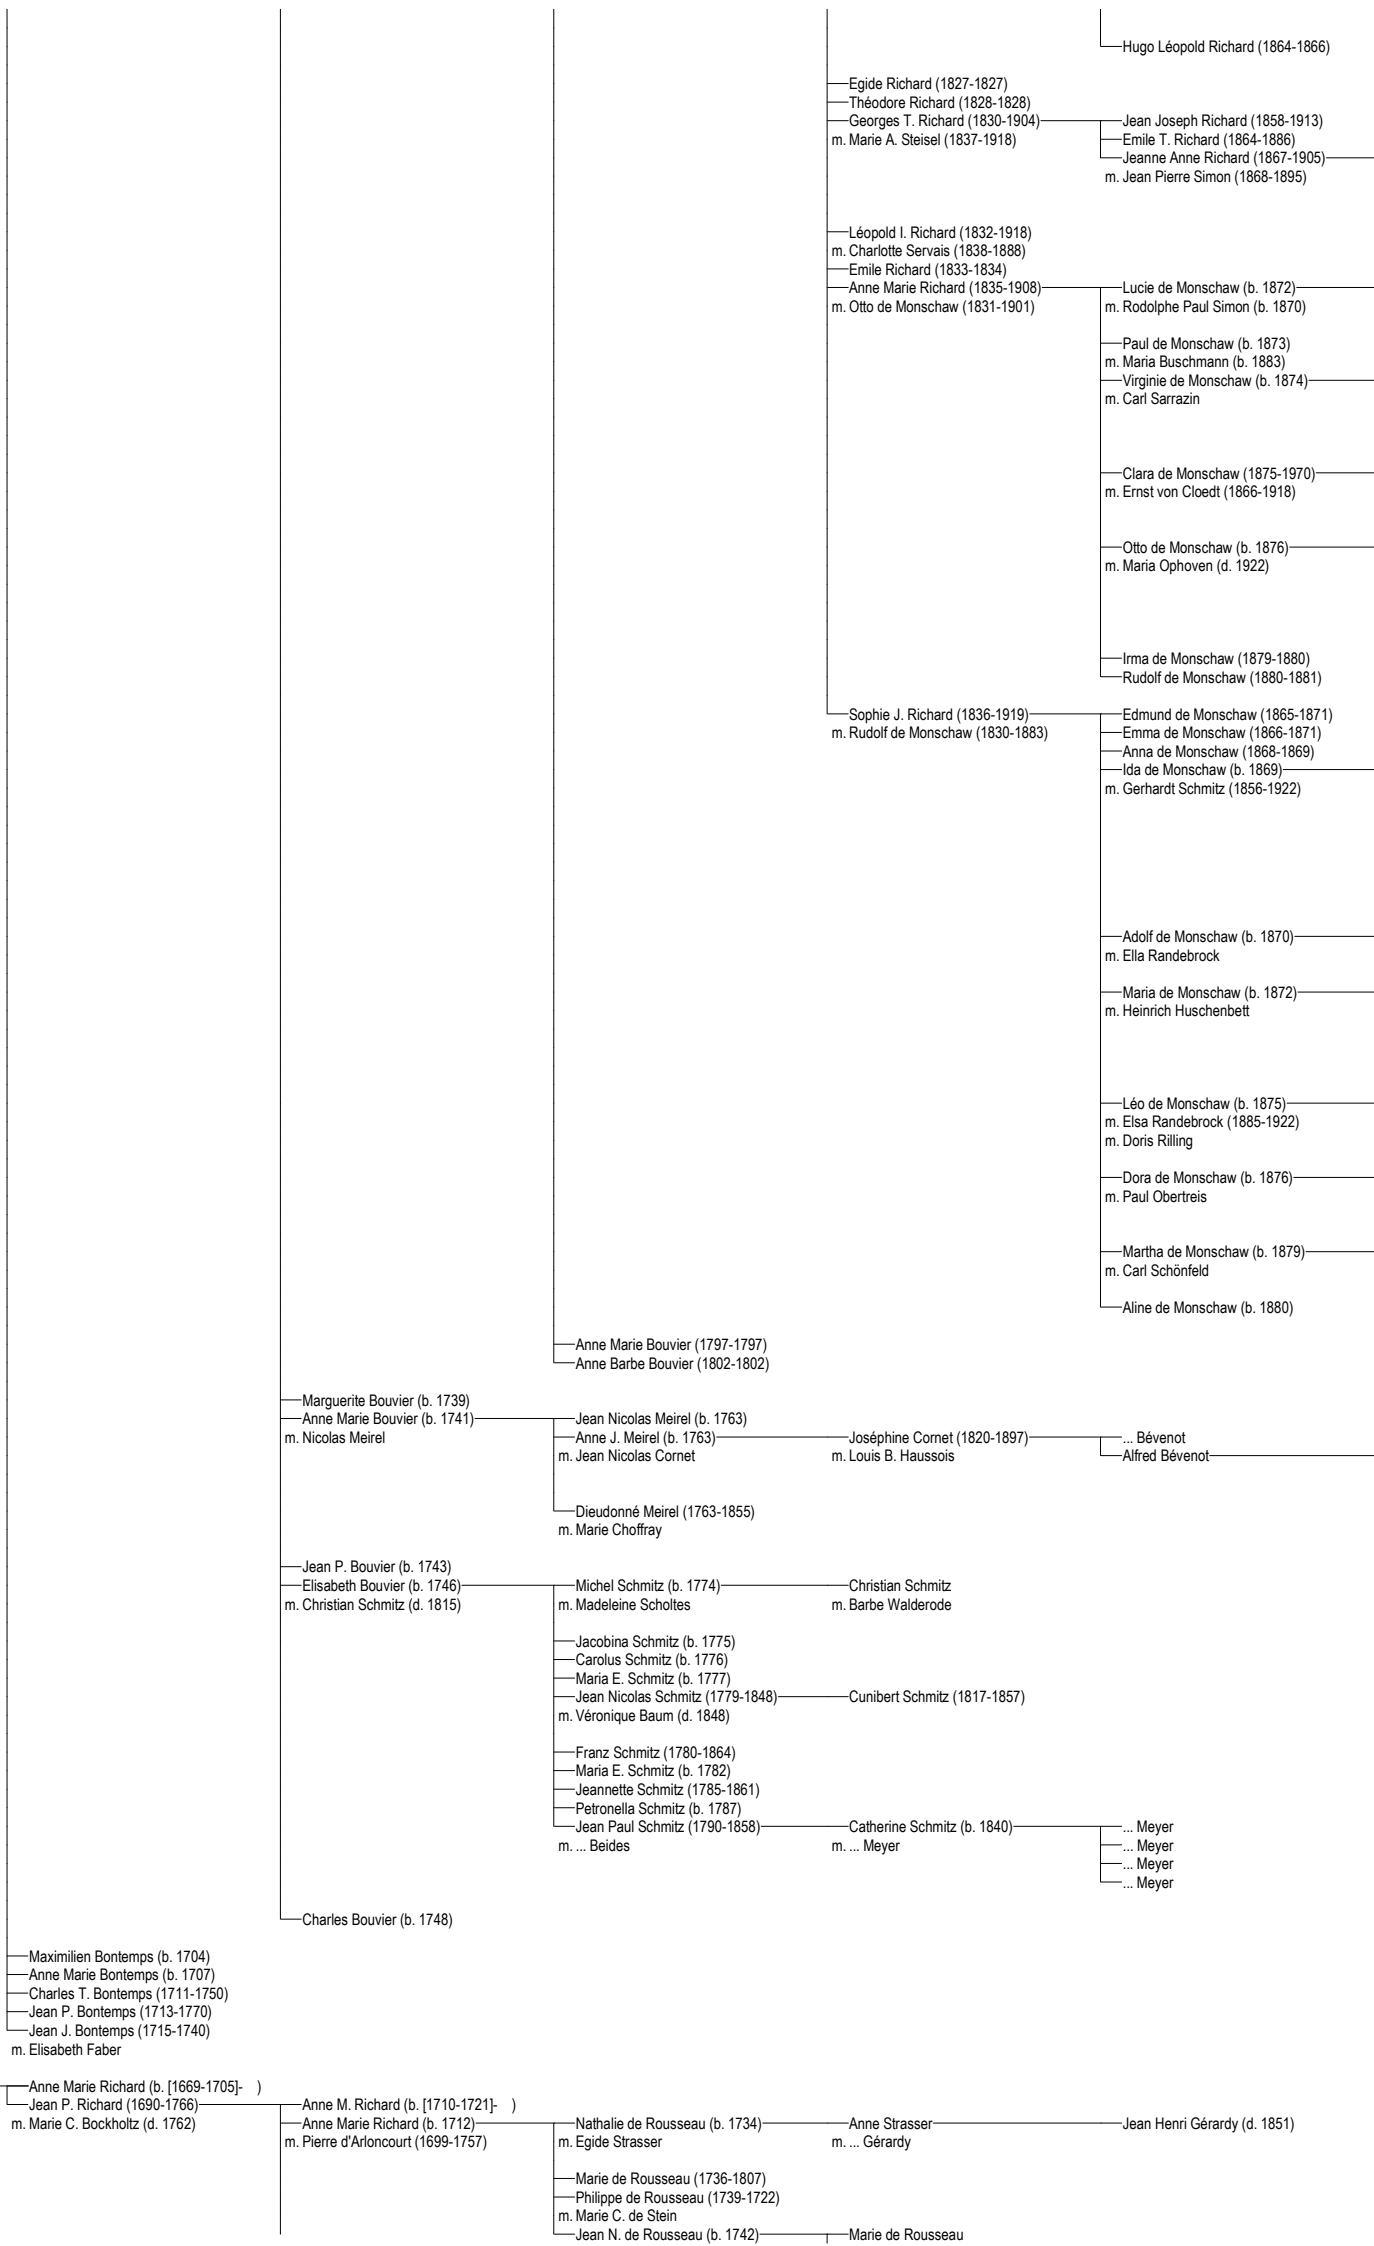 Hugo Léopold Richard (1864-1866)
Egide Richard (1827-1827)
Théodore Richard (1828-1828)
Georges T. Richard (1830-1904) Jean Joseph Richard (1858-1913)
m. Marie A. Steisel (1837-1918) Emile T. Richard (1864-1886)
Jeanne Anne Richard (1867-1905)
m. Jean Pierre Simon (1868-1895)
Léopold I. Richard (1832-1918)
m. Charlotte Servais (1838-1888)
Emile Richard (1833-1834)
Anne Marie Richard (1835-1908) Lucie de Monschaw (b. 1872)
m. Otto de Monschaw (1831-1901) m. Rodolphe Paul Simon (b. 1870)
Paul de Monschaw (b. 1873)
m. Maria Buschmann (b. 1883)
Virginie de Monschaw (b. 1874)
m. Carl Sarrazin
Clara de Monschaw (1875-1970)
m. Ernst von Cloedt (1866-1918)
Otto de Monschaw (b. 1876)
m. Maria Ophoven (d. 1922)
Irma de Monschaw (1879-1880)
Rudolf de Monschaw (1880-1881)
Sophie J. Richard (1836-1919) Edmund de Monschaw (1865-1871)
m. Rudolf de Monschaw (1830-1883) Emma de Monschaw (1866-1871)
Anna de Monschaw (1868-1869)
Ida de Monschaw (b. 1869)
m. Gerhardt Schmitz (1856-1922)
Adolf de Monschaw (b. 1870)
m. Ella Randebrock
Maria de Monschaw (b. 1872)
m. Heinrich Huschenbett
Léo de Monschaw (b. 1875)
m. Elsa Randebrock (1885-1922)
m. Doris Rilling
Dora de Monschaw (b. 1876)
m. Paul Obertreis
Martha de Monschaw (b. 1879)
m. Carl Schönfeld
Aline de Monschaw (b. 1880)
Anne Marie Bouvier (1797-1797)
Anne Barbe Bouvier (1802-1802)
Marguerite Bouvier (b. 1739)
Anne Marie Bouvier (b. 1741) Jean Nicolas Meirel (b. 1763)
m. Nicolas Meirel Anne J. Meirel (b. 1763) Joséphine Cornet (1820-1897) ... Bévenot
m. Jean Nicolas Cornet m. Louis B. Haussois Alfred Bévenot
Dieudonné Meirel (1763-1855)
m. Marie Choffray
Jean P. Bouvier (b. 1743)
Elisabeth Bouvier (b. 1746) Michel Schmitz (b. 1774) Christian Schmitz
m. Christian Schmitz (d. 1815) m. Madeleine Scholtes m. Barbe Walderode
Jacobina Schmitz (b. 1775)
Carolus Schmitz (b. 1776)
Maria E. Schmitz (b. 1777)
Jean Nicolas Schmitz (1779-1848) Cunibert Schmitz (1817-1857)
m. Véronique Baum (d. 1848)
Franz Schmitz (1780-1864)
Maria E. Schmitz (b. 1782)
Jeannette Schmitz (1785-1861)
Petronella Schmitz (b. 1787)
Jean Paul Schmitz (1790-1858) Catherine Schmitz (b. 1840) ... Meyer
m. ... Beides m. ... Meyer ... Meyer
... Meyer
... Meyer
Charles Bouvier (b. 1748)
Maximilien Bontemps (b. 1704)
Anne Marie Bontemps (b. 1707)
Charles T. Bontemps (1711-1750)
Jean P. Bontemps (1713-1770)
Jean J. Bontemps (1715-1740)
m. Elisabeth Faber
Anne Marie Richard (b. [1669-1705]- )
Jean P. Richard (1690-1766) Anne M. Richard (b. [1710-1721]- )
m. Marie C. Bockholtz (d. 1762) Anne Marie Richard (b. 1712) Nathalie de Rousseau (b. 1734) Anne Strasser Jean Henri Gérardy (d. 1851)
m. Pierre d'Arloncourt (1699-1757) m. Egide Strasser m. ... Gérardy
Marie de Rousseau (1736-1807)
Philippe de Rousseau (1739-1722)
m. Marie C. de Stein
Jean N. de Rousseau (b. 1742) Marie de Rousseau